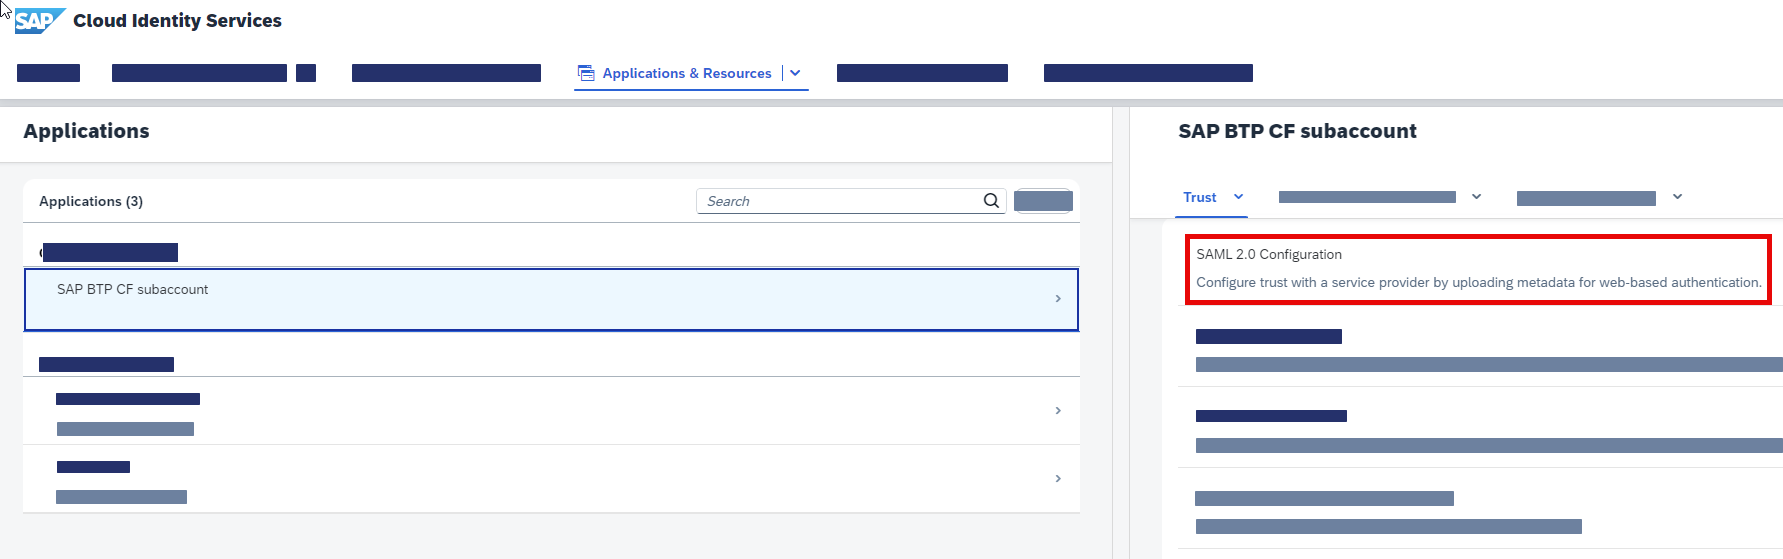 SAP Cloud Identity Services
Applications & Resources
Applications
Applications (3)
Search
SAP BTP CF subaccount
SAP BTP CF subaccount
Trust
SAML 2.0 Configuration
Configure trust with a service provider by uploading metadata for web-based authentication.